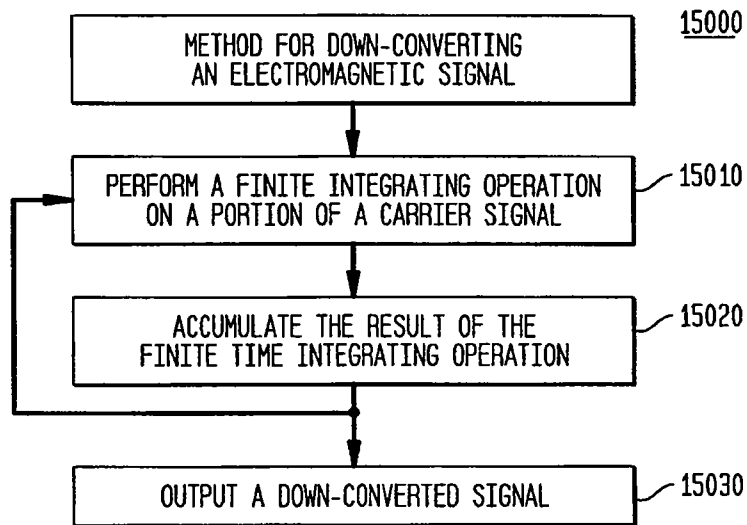 15000
METHOD FOR DOWN-CONVERTING
AN ELECTROMAGNETIC SIGNAL
PERFORM A FINITE INTEGRATING OPERATION
ON A PORTION OF A CARRIER SIGNAL
15010
ACCUMULATE THE RESULT OF THE
FINITE TIME INTEGRATING OPERATION
15020
OUTPUT A DOWN-CONVERTED SIGNAL
15030